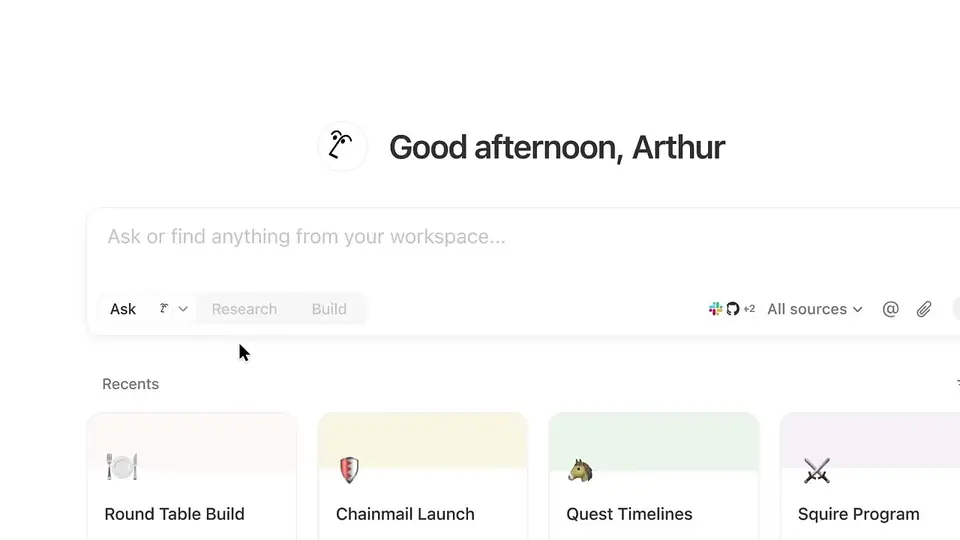 Good afternoon, Arthur
Ask or find anything from your workspace...
Ask Research Build +2 All sources @
Recents
Round Table Build Chainmail Launch Quest Timelines Squire Program